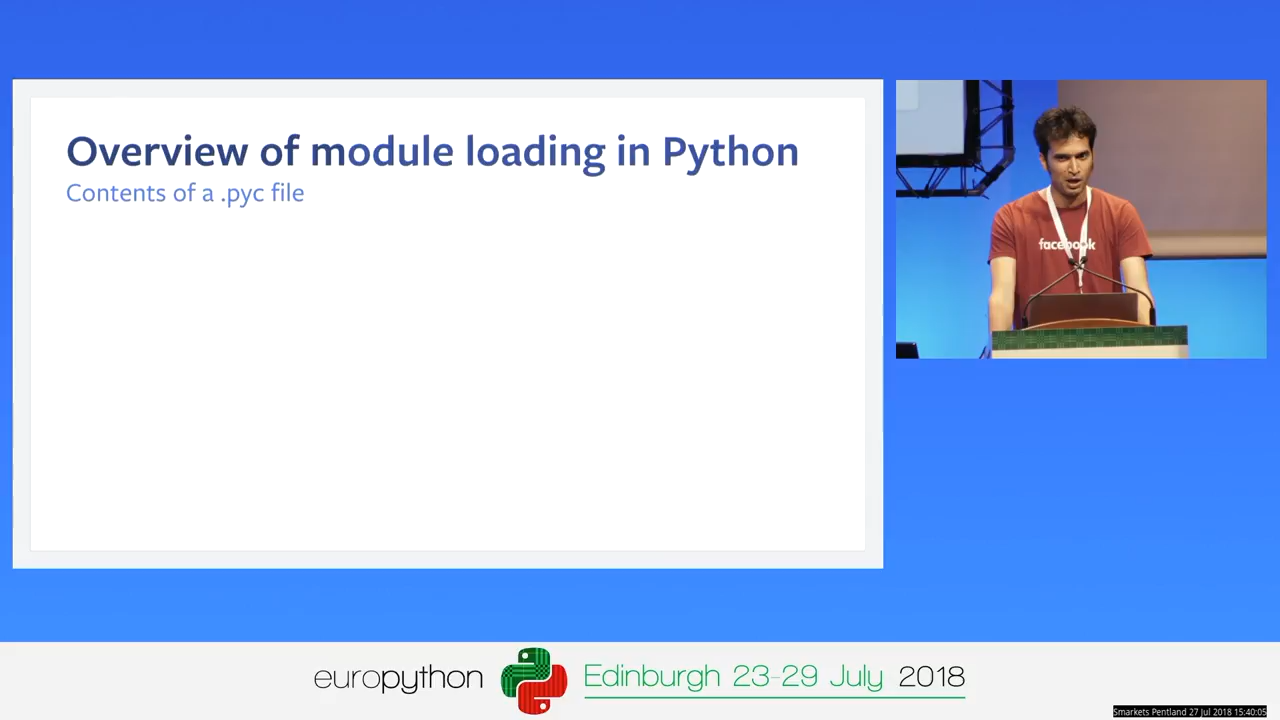 Overview of module loading in Python
Contents of a .pyc file
facebook
europython
Edinburgh 23-29 July 2018
Smarkets Pentland 27 Jul 2018 15:40:05